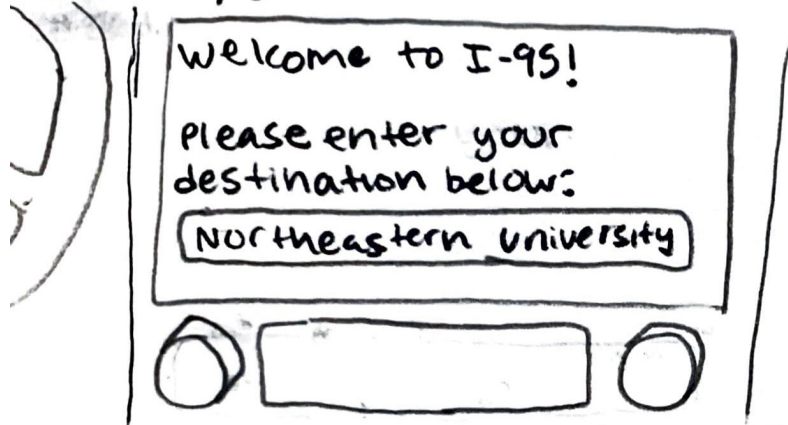 Welcome to I-95!
Please enter your
destination below:
Northeastern University